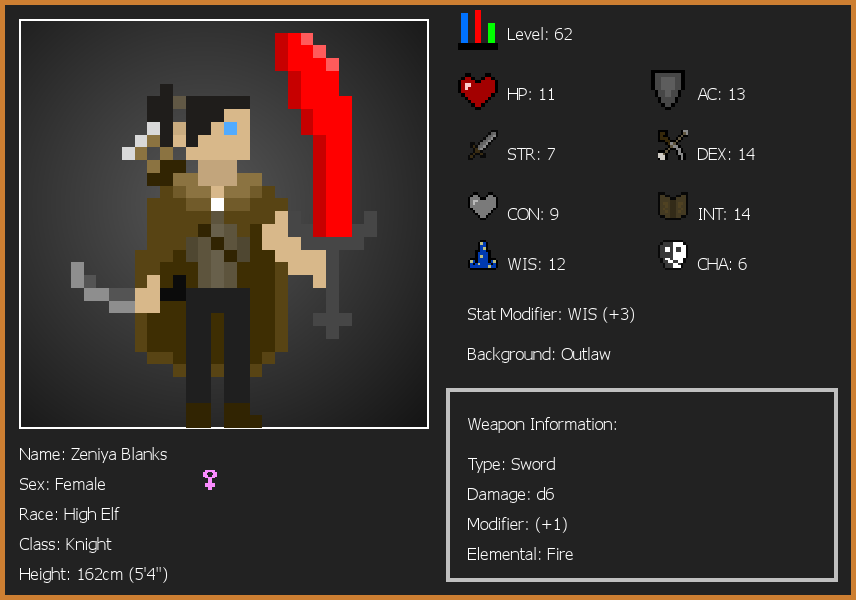 Level: 62
HP: 11
AC: 13
STR: 7
DEX: 14
CON: 9
INT: 14
WIS: 12
CHA: 6
Stat Modifier: WIS (+3)
Background: Outlaw
Weapon Information:
Type: Sword
Damage: d6
Modifier: (+1)
Elemental: Fire
Name: Zeniya Blanks
Sex: Female
Race: High Elf
Class: Knight
Height: 162cm (5'4")